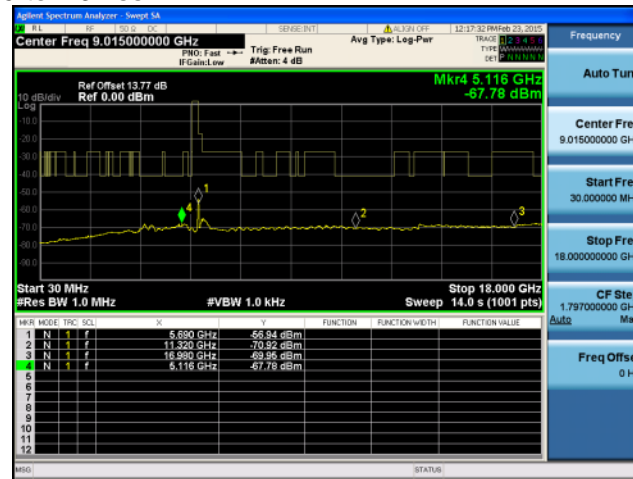 Agilent Spectrum Analyzer - Swept SA
RL RF 50 Ω DC SENSE:INT ALIGN OFF 12:17:32 PM Feb 23, 2015
Center Freq 9.015000000 GHz
PNO: Fast
IFGain:Low
Trig: Free Run
#Atten: 4 dB
Avg Type: Log-Pwr
TRACE 1 2 3 4 5 6
TYPE
DET P N N N N N
Mkr4 5.116 GHz
-67.78 dBm
Ref Offset 13.77 dB
10 dB/div Ref 0.00 dBm
Log
-10.0
-20.0
-30.0
-40.0
-50.0
-60.0
-70.0
-80.0
-90.0
1
4
2
3
Start 30 MHz Stop 18.000 GHz
#Res BW 1.0 MHz #VBW 1.0 kHz Sweep 14.0 s (1001 pts)
MKR MODE TRC SCL X Y FUNCTION FUNCTION WIDTH FUNCTION VALUE
1 N 1 f 5.690 GHz -56.94 dBm
2 N 1 f 11.320 GHz -70.92 dBm
3 N 1 f 16.980 GHz -69.95 dBm
4 N 1 f 5.116 GHz -67.78 dBm
5
6
7
8
9
10
11
12
MSG STATUS
Frequency
Auto Tun
Center Fre
9.015000000 GH
Start Fre
30.000000 MH
Stop Fre
18.000000000 GH
CF Ste
1.797000000 G
Auto Ma
Freq Offse
0 H